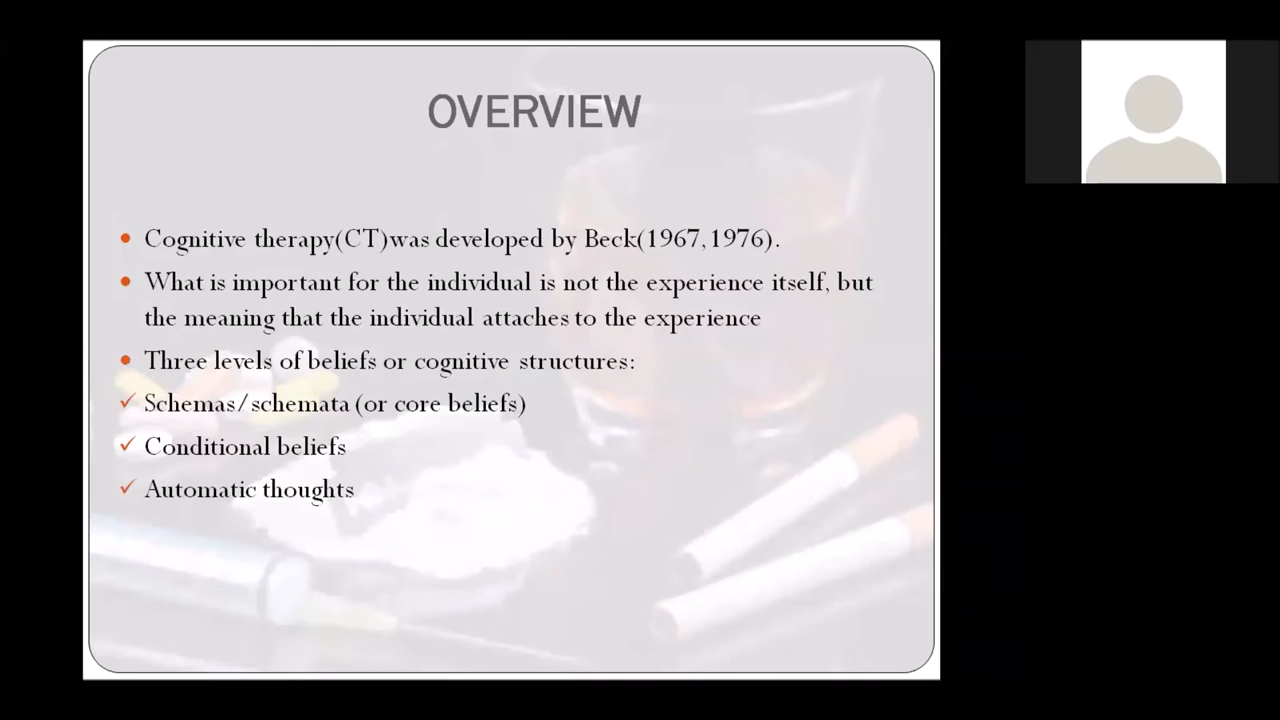 OVERVIEW
Cognitive therapy(CT)was developed by Beck(1967,1976).
What is important for the individual is not the experience itself, but
the meaning that the individual attaches to the experience
Three levels of beliefs or cognitive structures:
Schemas/schemata (or core beliefs)
Conditional beliefs
Automatic thoughts